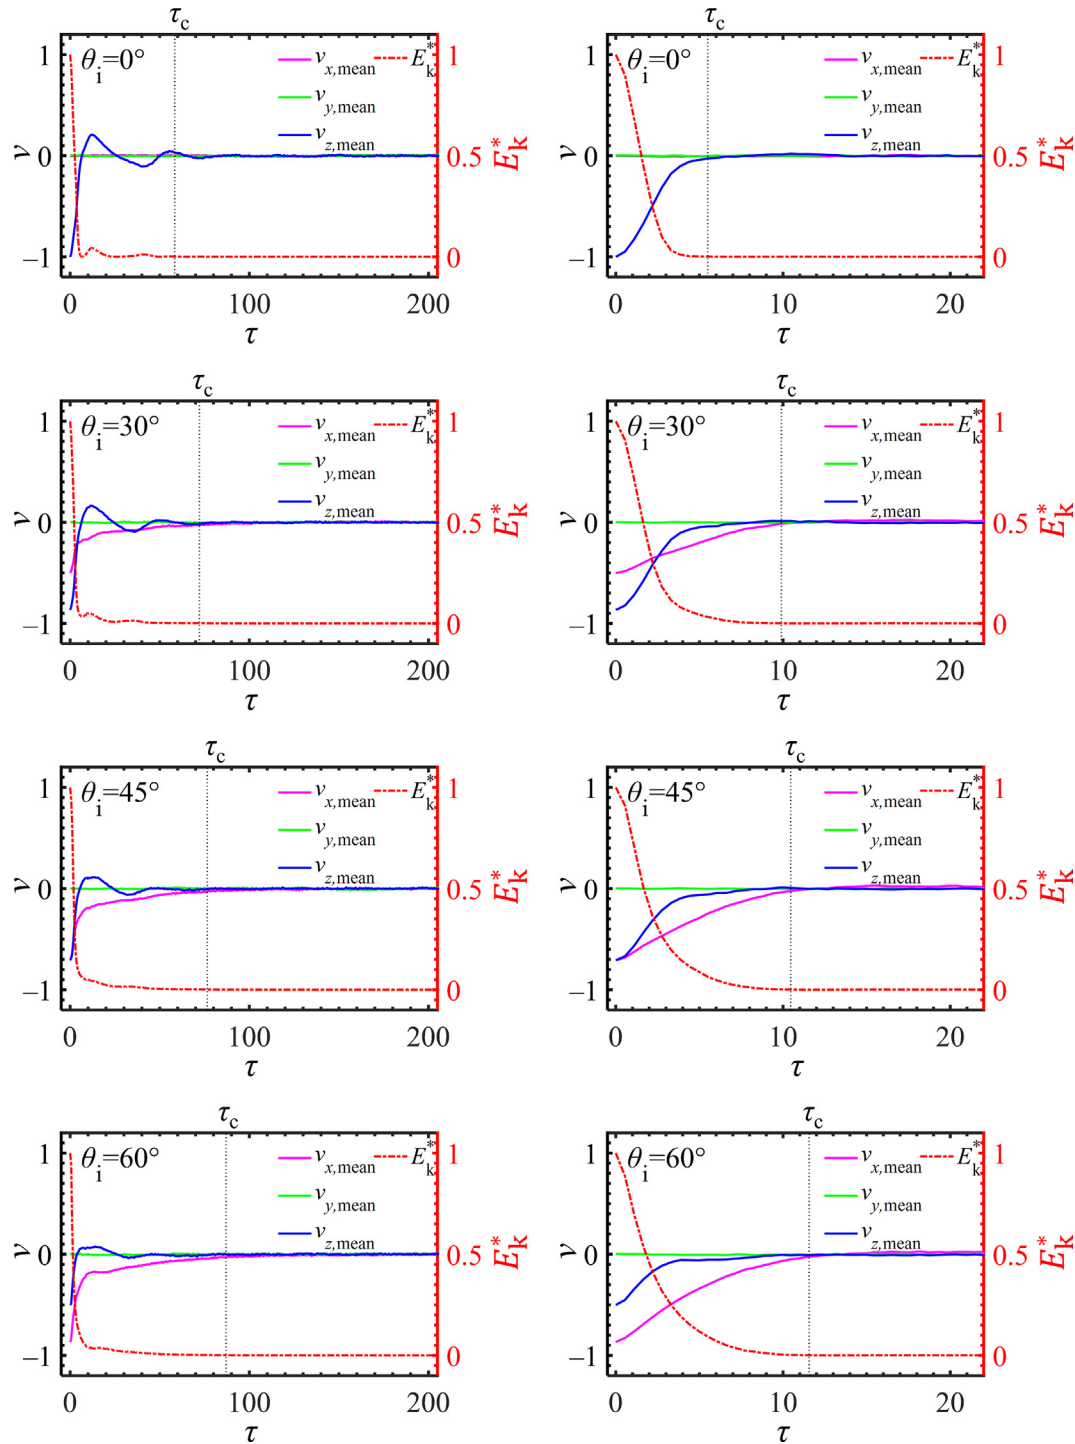 τc τc
1 θi=0° vx,mean E*k 1 1 θi=0° vx,mean E*k 1
vy,mean vy,mean
v 0 vz,mean 0.5 E*k v 0 vz,mean 0.5 E*k
−1 0 −1 0
0 100 200 0 10 20
τ τ
τc τc
1 θi=30° vx,mean E*k 1 1 θi=30° vx,mean E*k 1
vy,mean vy,mean
v 0 vz,mean 0.5 E*k v 0 vz,mean 0.5 E*k
−1 0 −1 0
0 100 200 0 10 20
τ τ
τc τc
1 θi=45° vx,mean E*k 1 1 θi=45° vx,mean E*k 1
vy,mean vy,mean
v 0 vz,mean 0.5 E*k v 0 vz,mean 0.5 E*k
−1 0 −1 0
0 100 200 0 10 20
τ τ
τc τc
1 θi=60° vx,mean E*k 1 1 θi=60° vx,mean E*k 1
vy,mean vy,mean
v 0 vz,mean 0.5 E*k v 0 vz,mean 0.5 E*k
−1 0 −1 0
0 100 200 0 10 20
τ τ